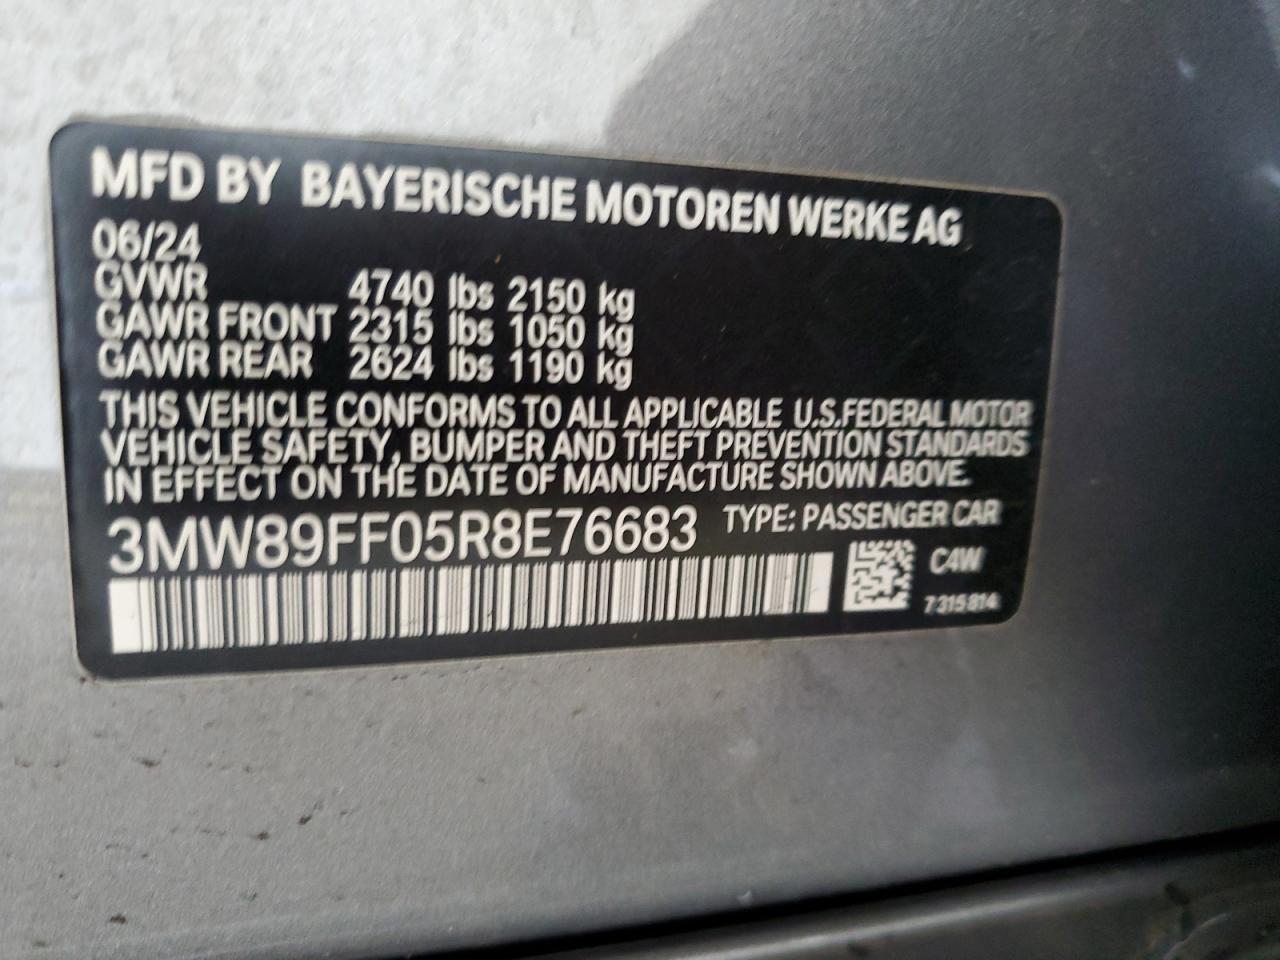 MFD BY BAYERISCHE MOTOREN WERKE AG
06/24
GVWR 4740 lbs 2150 kg
GAWR FRONT 2315 lbs 1050 kg
GAWR REAR 2624 lbs 1190 kg
THIS VEHICLE CONFORMS TO ALL APPLICABLE U.S.FEDERAL MOTOR
VEHICLE SAFETY, BUMPER AND THEFT PREVENTION STANDARDS
IN EFFECT ON THE DATE OF MANUFACTURE SHOWN ABOVE.
3MW89FF05R8E76683 TYPE: PASSENGER CAR
C4W
7315814